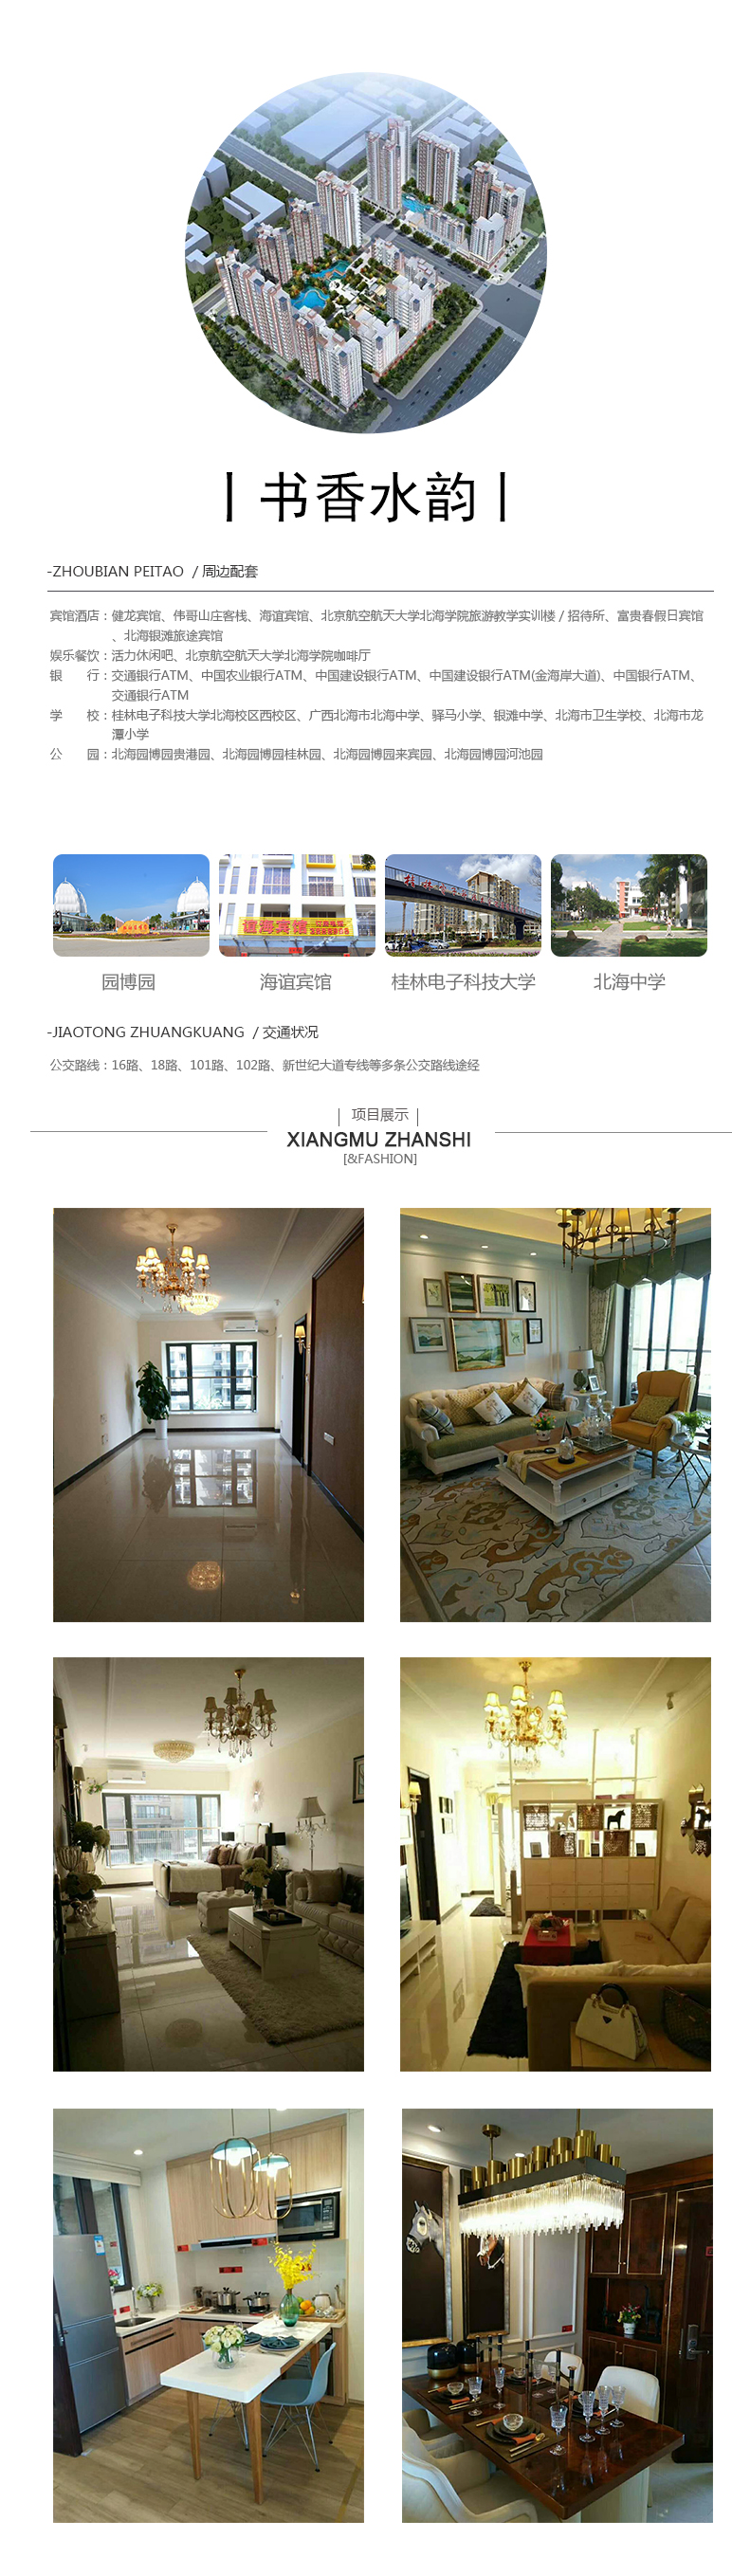 丨书香水韵丨
-ZHOUBIAN PEITAO / 周边配套
宾馆酒店：健龙宾馆、伟哥山庄客栈、海谊宾馆、北京航空航天大学北海学院旅游教学实训楼 / 招待所、富贵春假日宾馆
、北海银滩旅途宾馆
娱乐餐饮：活力休闲吧、北京航空航天大学北海学院咖啡厅
银　　行：交通银行ATM、中国农业银行ATM、中国建设银行ATM、中国建设银行ATM(金海岸大道)、中国银行ATM、
交通银行ATM
学　　校：桂林电子科技大学北海校区西校区、广西北海市北海中学、驿马小学、银滩中学、北海市卫生学校、北海市龙
潭小学
公　　园：北海园博园贵港园、北海园博园桂林园、北海园博园来宾园、北海园博园河池园
谊海宾馆
园博园
海谊宾馆
桂林电子科技大学
北海中学
-JIAOTONG ZHUANGKUANG / 交通状况
公交路线：16路、18路、101路、102路、新世纪大道专线等多条公交路线途经
| 项目展示 |
XIANGMU ZHANSHI
[&FASHION]